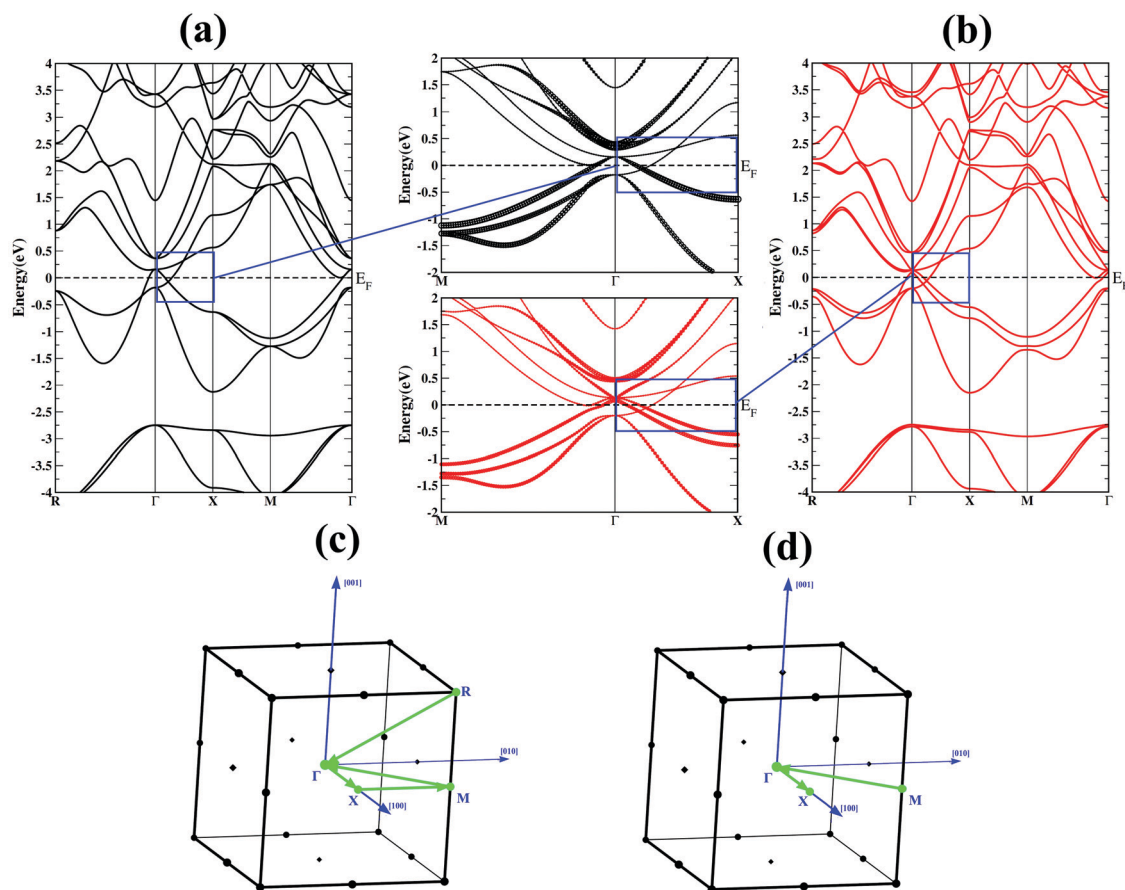 (a)
(b)
4
3.5
3
2.5
2
1.5
1
0.5
0
-0.5
-1
-1.5
-2
-2.5
-3
-3.5
-4
Energy(eV)
R Γ X M Γ
E_F
2
1.5
1
0.5
0
-0.5
-1
-1.5
-2
Energy(eV)
M Γ X
E_F
2
1.5
1
0.5
0
-0.5
-1
-1.5
-2
Energy(eV)
M Γ X
E_F
4
3.5
3
2.5
2
1.5
1
0.5
0
-0.5
-1
-1.5
-2
-2.5
-3
-3.5
-4
Energy(eV)
R Γ X M Γ
E_F
(c)
[001]
R
[010]
Γ
X
M
[100]
(d)
[001]
[010]
Γ
X
M
[100]